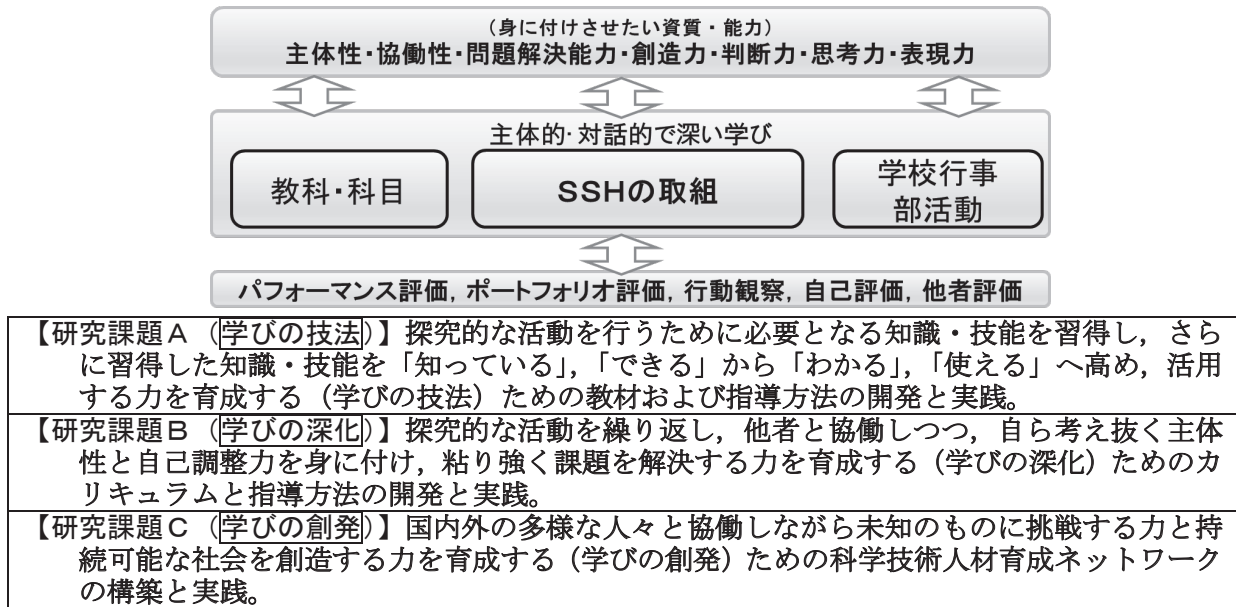 (身に付けさせたい資質・能力)
主体性・協働性・問題解決能力・創造力・判断力・思考力・表現力
主体的・対話的で深い学び
教科・科目
SSHの取組
学校行事
部活動
パフォーマンス評価,ポートフォリオ評価,行動観察,自己評価,他者評価
【研究課題A(学びの技法)】探究的な活動を行うために必要となる知識・技能を習得し,さら
に習得した知識・技能を「知っている」,「できる」から「わかる」,「使える」へ高め,活用
する力を育成する(学びの技法)ための教材および指導方法の開発と実践。
【研究課題B(学びの深化)】探究的な活動を繰り返し,他者と協働しつつ,自ら考え抜く主体
性と自己調整力を身に付け,粘り強く課題を解決する力を育成する(学びの深化)ためのカ
リキュラムと指導方法の開発と実践。
【研究課題C(学びの創発)】国内外の多様な人々と協働しながら未知のものに挑戦する力と持
続可能な社会を創造する力を育成する(学びの創発)ための科学技術人材育成ネットワーク
の構築と実践。